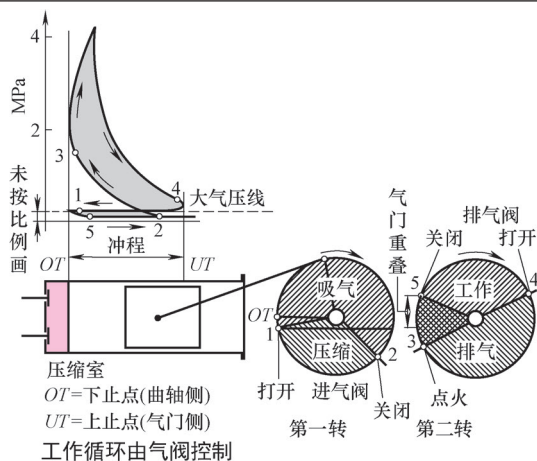 4
MPa
2
3
未按比例画
1
4
大气压线
5
2
冲程
OT
UT
压缩室
OT=下止点(曲轴侧)
UT=上止点(气门侧)
工作循环由气阀控制
吸气
OT
1
压缩
2
打开
进气阀
关闭
第一转
气门重叠
排气阀
关闭
打开
5
4
工作
3
排气
点火
第二转